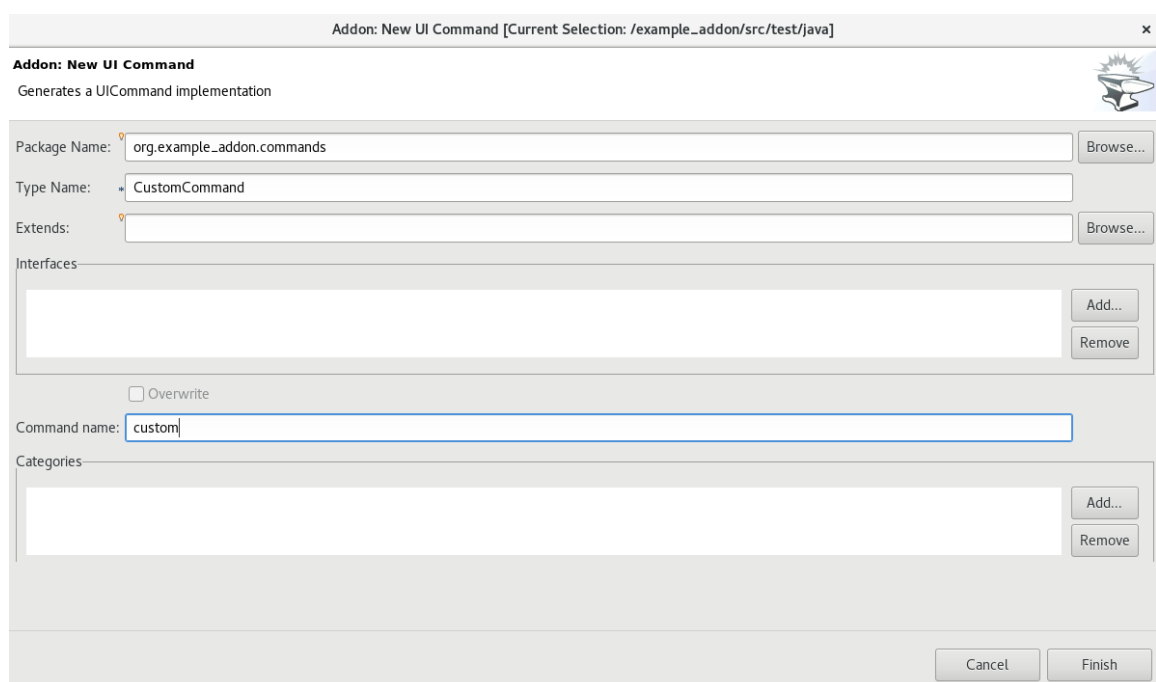 Addon: New UI Command [Current Selection: /example_addon/src/test/java]
Addon: New UI Command
Generates a UICommand implementation
Package Name: org.example_addon.commands Browse...
Type Name: * CustomCommand
Extends: Browse...
Interfaces
Add...
Remove
Overwrite
Command name: custom
Categories
Add...
Remove
Cancel Finish